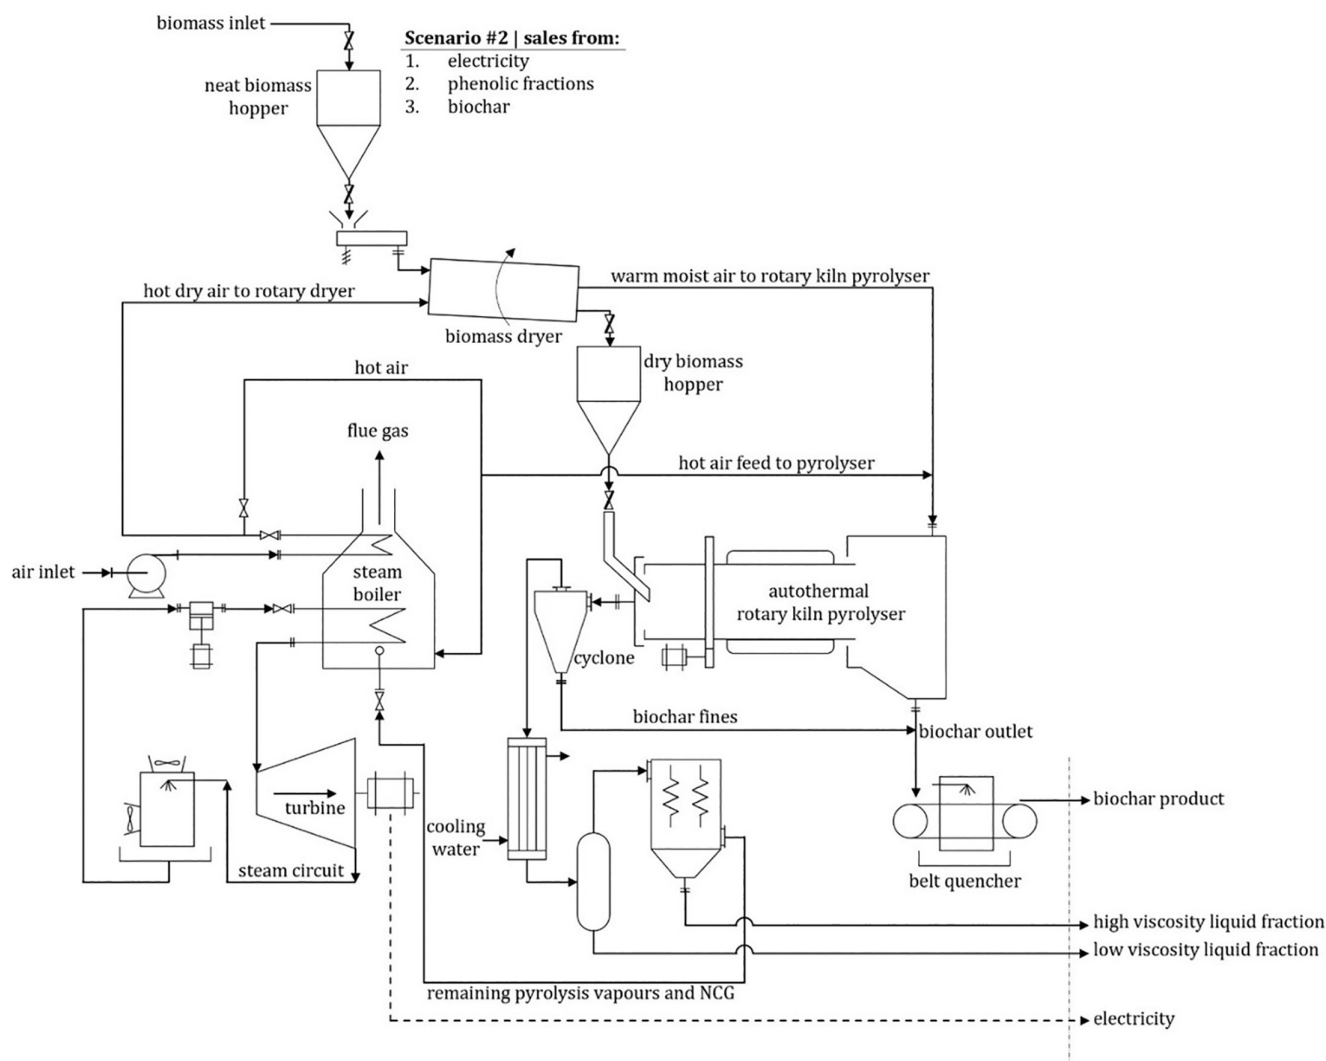 biomass inlet
Scenario #2 | sales from:
1. electricity
2. phenolic fractions
3. biochar
neat biomass
hopper
warm moist air to rotary kiln pyrolyser
hot dry air to rotary dryer
biomass dryer
dry biomass
hopper
hot air
flue gas
hot air feed to pyrolyser
air inlet
steam
boiler
autothermal
rotary kiln pyrolyser
cyclone
biochar fines
biochar outlet
turbine
cooling
water
biochar product
steam circuit
belt quencher
high viscosity liquid fraction
low viscosity liquid fraction
remaining pyrolysis vapours and NCG
electricity